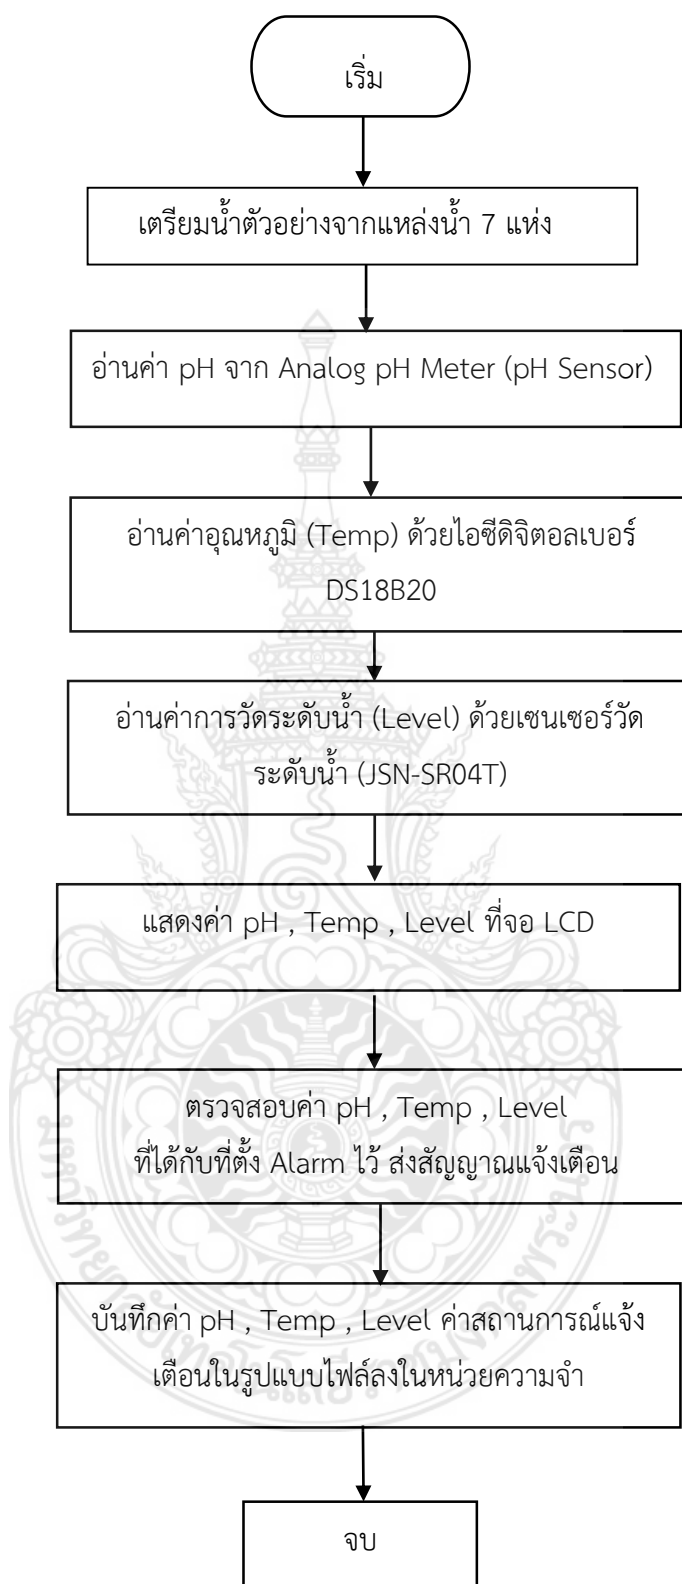 เริ่ม
เตรียมน้ำตัวอย่างจากแหล่งน้ำ 7 แห่ง
อ่านค่า pH จาก Analog pH Meter (pH Sensor)
อ่านค่าอุณหภูมิ (Temp) ด้วยไอซีดิจิตอลเบอร์
DS18B20
อ่านค่าการวัดระดับน้ำ (Level) ด้วยเซนเซอร์วัด
ระดับน้ำ (JSN-SR04T)
แสดงค่า pH , Temp , Level ที่จอ LCD
ตรวจสอบค่า pH , Temp , Level
ที่ได้กับที่ตั้ง Alarm ไว้ ส่งสัญญาณแจ้งเตือน
บันทึกค่า pH , Temp , Level ค่าสถานการณ์แจ้ง
เตือนในรูปแบบไฟล์ลงในหน่วยความจำ
จบ